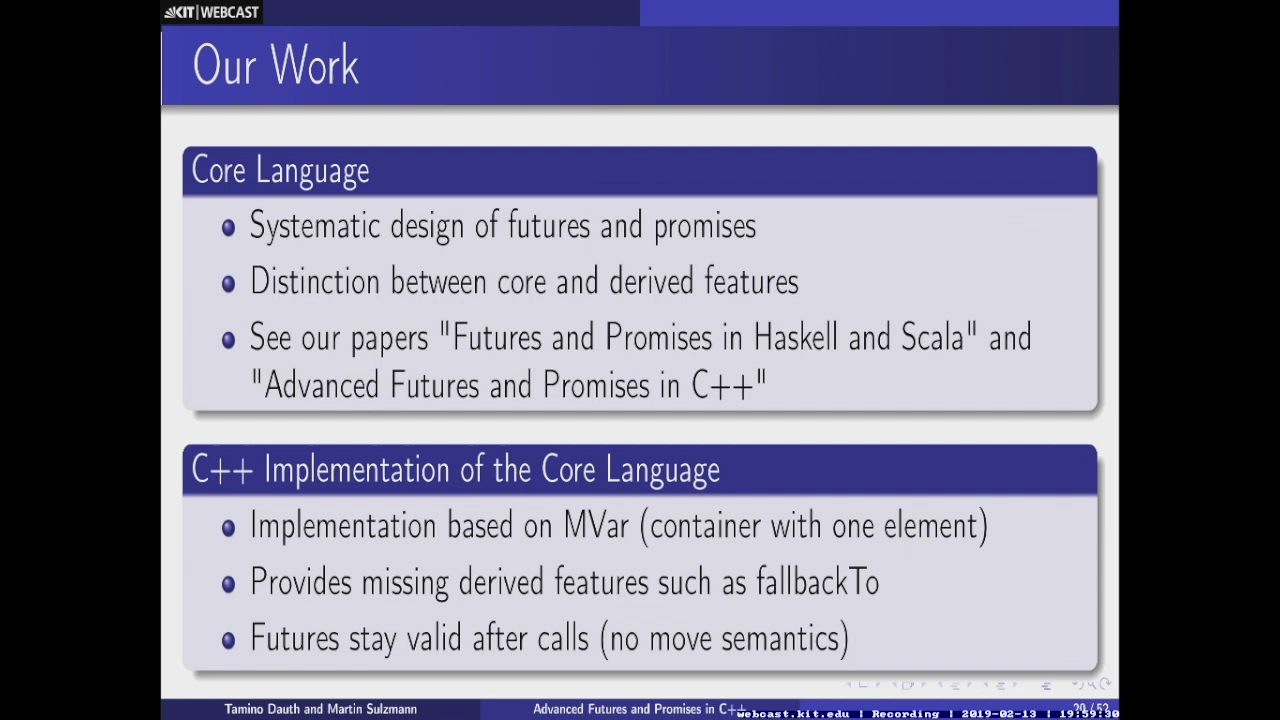 KIT | WEBCAST
Our Work
Core Language
Systematic design of futures and promises
Distinction between core and derived features
See our papers "Futures and Promises in Haskell and Scala" and
"Advanced Futures and Promises in C++"
C++ Implementation of the Core Language
Implementation based on MVar (container with one element)
Provides missing derived features such as fallbackTo
Futures stay valid after calls (no move semantics)
Tamino Dauth and Martin Sulzmann
Advanced Futures and Promises in C++
webcast.kit.edu | Recording | 2019-02-13 | 19:59:30